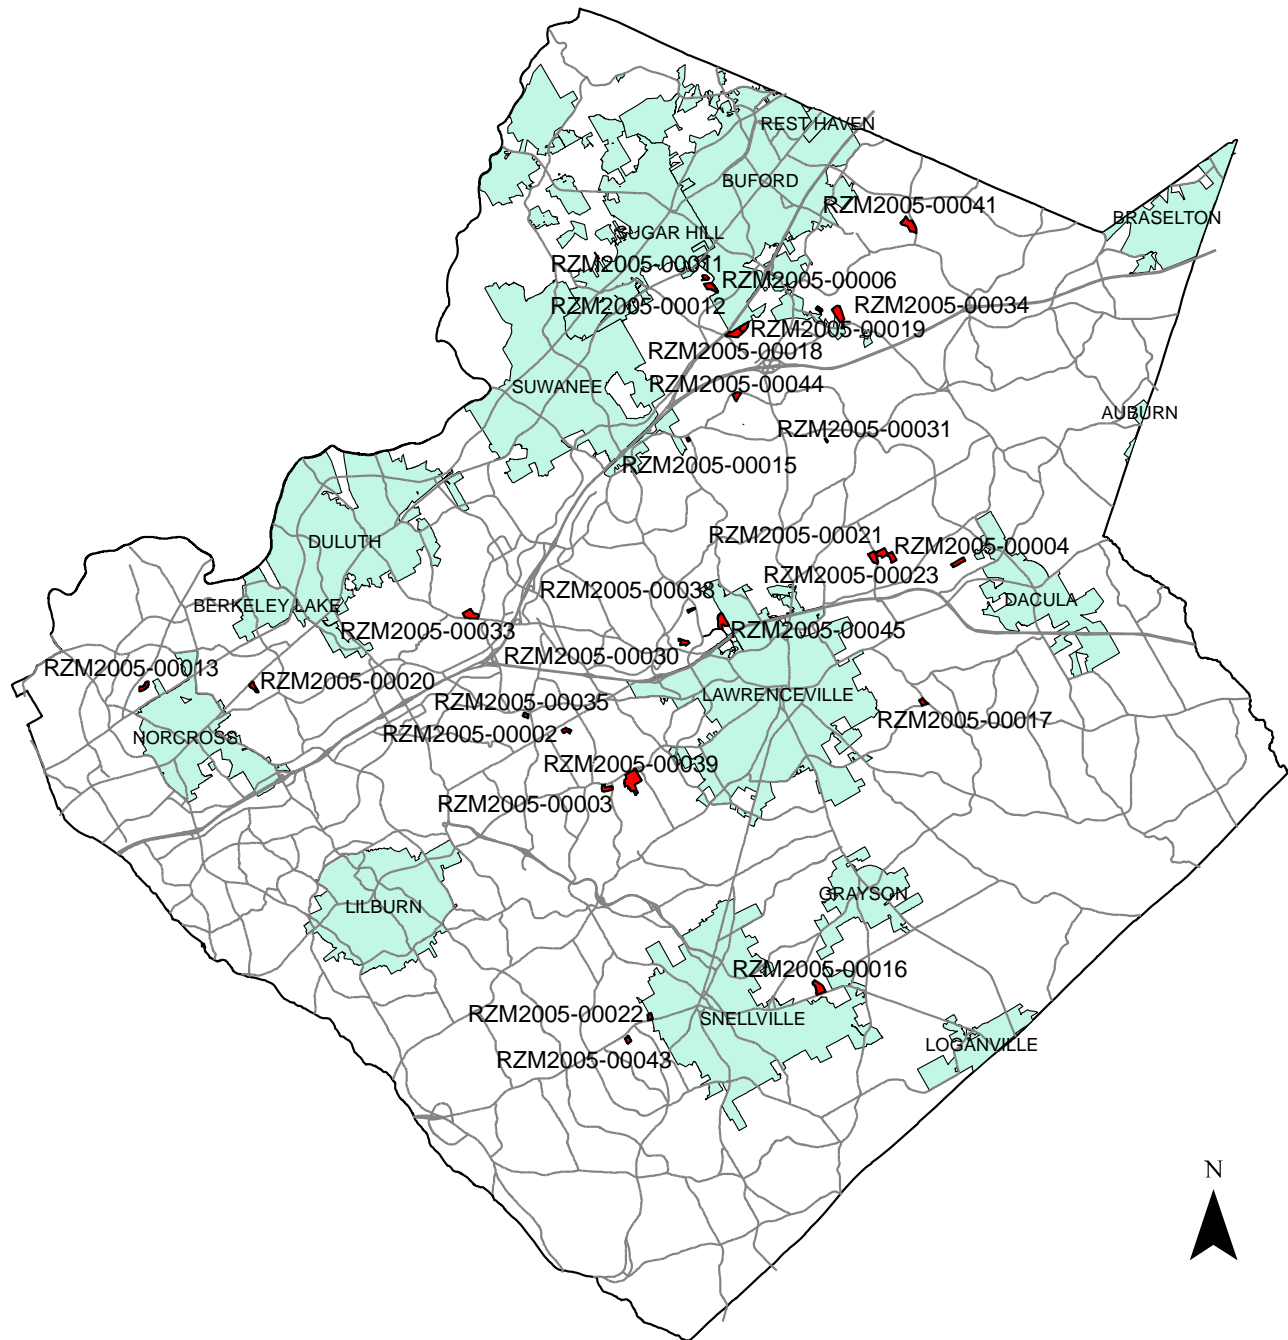 REST HAVEN
BUFORD
RZM2005-00041
BRASELTON
SUGAR HILL
RZM2005-00011
RZM2005-00006
RZM2005-00012
RZM2005-00034
RZM2005-00019
RZM2005-00018
SUWANEE
RZM2005-00044
AUBURN
RZM2005-00031
RZM2005-00015
RZM2005-00021
DULUTH
RZM2005-00004
RZM2005-00023
RZM2005-00038
DACULA
BERKELEY LAKE
RZM2005-00033
RZM2005-00045
RZM2005-00030
RZM2005-00013
RZM2005-00020
LAWRENCEVILLE
RZM2005-00035
RZM2005-00017
RZM2005-00002
NORCROSS
RZM2005-00039
RZM2005-00003
GRAYSON
LILBURN
RZM2005-00016
RZM2005-00022
SNELLVILLE
LOGANVILLE
RZM2005-00043
N